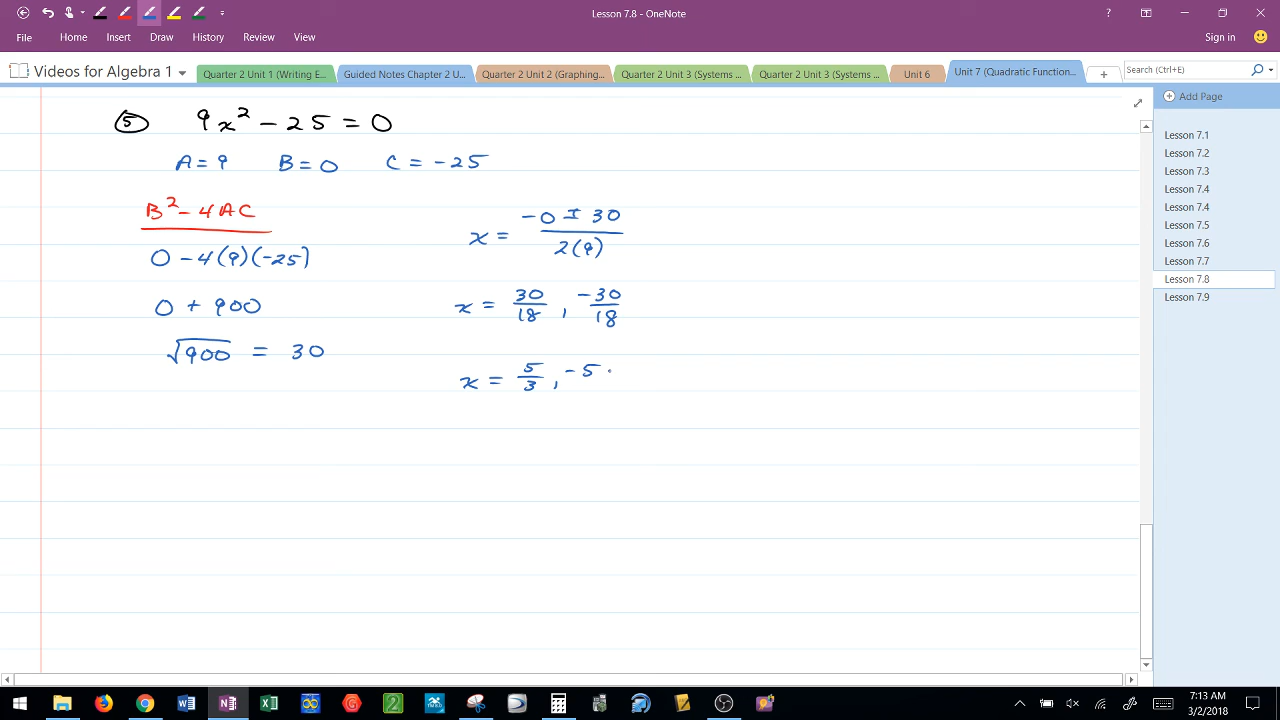 Lesson 7.8 - OneNote
File Home Insert Draw History Review View Sign in
Videos for Algebra 1
Quarter 2 Unit 1 (Writing E...
Guided Notes Chapter 2 U...
Quarter 2 Unit 2 (Graphing...
Quarter 2 Unit 3 (Systems ...
Quarter 2 Unit 3 (Systems ...
Unit 6
Unit 7 (Quadratic Function...
Search (Ctrl+E)
Add Page
Lesson 7.1
Lesson 7.2
Lesson 7.3
Lesson 7.4
Lesson 7.4
Lesson 7.5
Lesson 7.6
Lesson 7.7
Lesson 7.8
Lesson 7.9
⑤ 9x² - 25 = 0
A = 9 B = 0 C = -25
B² - 4AC
0 - 4(9)(-25)
0 + 900
√900 = 30
x = (-0 ± 30)/2(9)
x = 30/18, -30/18
x = 5/3, -5
7:13 AM
3/2/2018